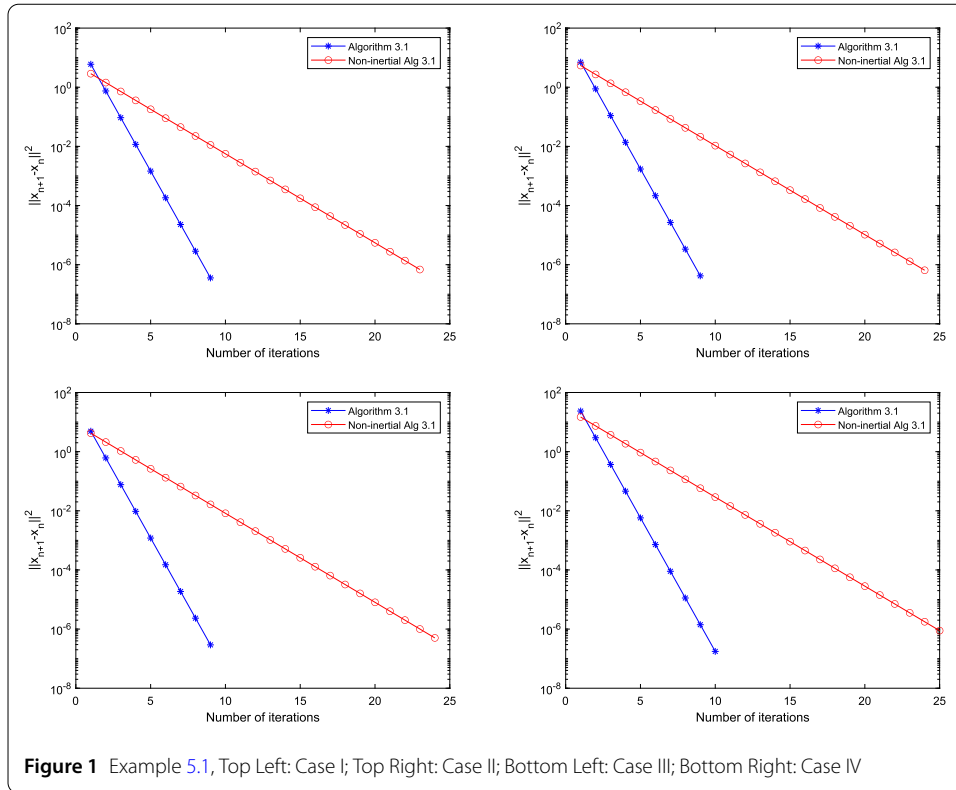 10^2
10^0
10^-2
10^-4
10^-6
10^-8
||x_{n+1}-x_n||^2
0 5 10 15 20 25
Number of iterations
Algorithm 3.1
Non-inertial Alg 3.1
10^2
10^0
10^-2
10^-4
10^-6
10^-8
||x_{n+1}-x_n||^2
0 5 10 15 20 25
Number of iterations
Algorithm 3.1
Non-inertial Alg 3.1
10^2
10^0
10^-2
10^-4
10^-6
10^-8
||x_{n+1}-x_n||^2
0 5 10 15 20 25
Number of iterations
Algorithm 3.1
Non-inertial Alg 3.1
10^2
10^0
10^-2
10^-4
10^-6
10^-8
||x_{n+1}-x_n||^2
0 5 10 15 20 25
Number of iterations
Algorithm 3.1
Non-inertial Alg 3.1
Figure 1 Example 5.1, Top Left: Case I; Top Right: Case II; Bottom Left: Case III; Bottom Right: Case IV